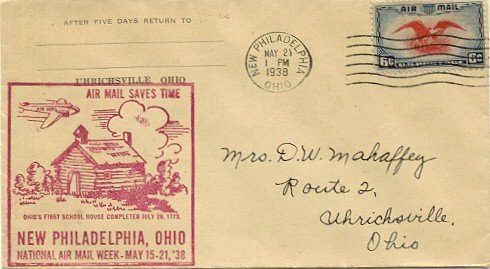 AFTER FIVE DAYS RETURN TO
UHRICHSVILLE, OHIO
NEW PHILADELPHIA
MAY 21
1 PM
1938
OHIO
AIR MAIL
6¢ 6¢
AIR MAIL SAVES TIME
AIR MAIL
OHIO'S FIRST SCHOOL HOUSE COMPLETED JULY 29, 1773.
NEW PHILADELPHIA, OHIO
NATIONAL AIR MAIL WEEK - MAY 15-21, '38
Mrs. D.W. Mahaffey
Route 2,
Uhrichsville,
Ohio